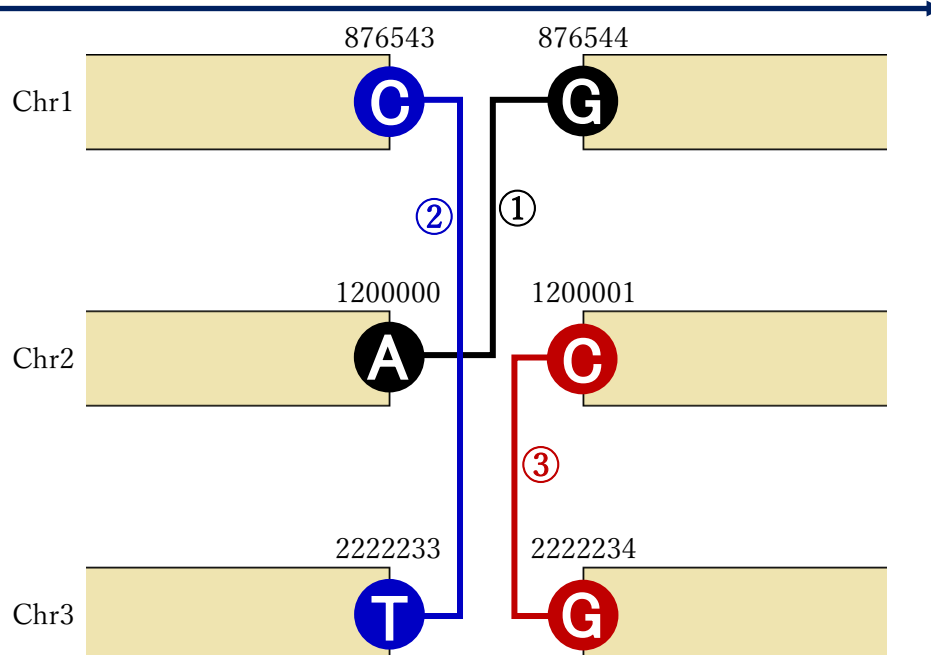 876543 876544
Chr1 C G
② ①
1200000 1200001
Chr2 A C
③
2222233 2222234
Chr3 T G